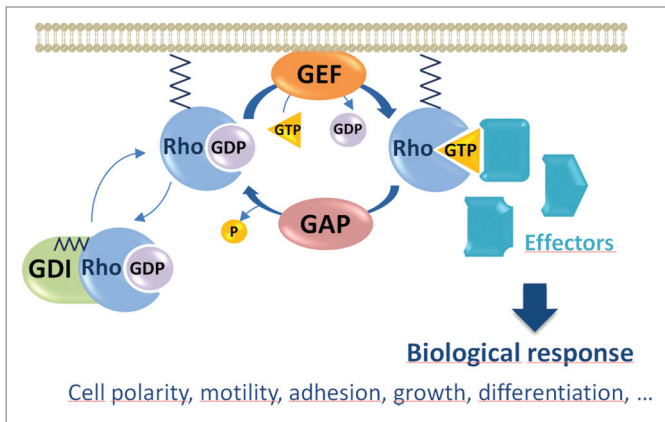 GEF
GTP
GDP
Rho
GDP
Rho
GTP
P
GAP
GDI
Rho
GDP
Effectors
Biological response
Cell polarity, motility, adhesion, growth, differentiation, ...